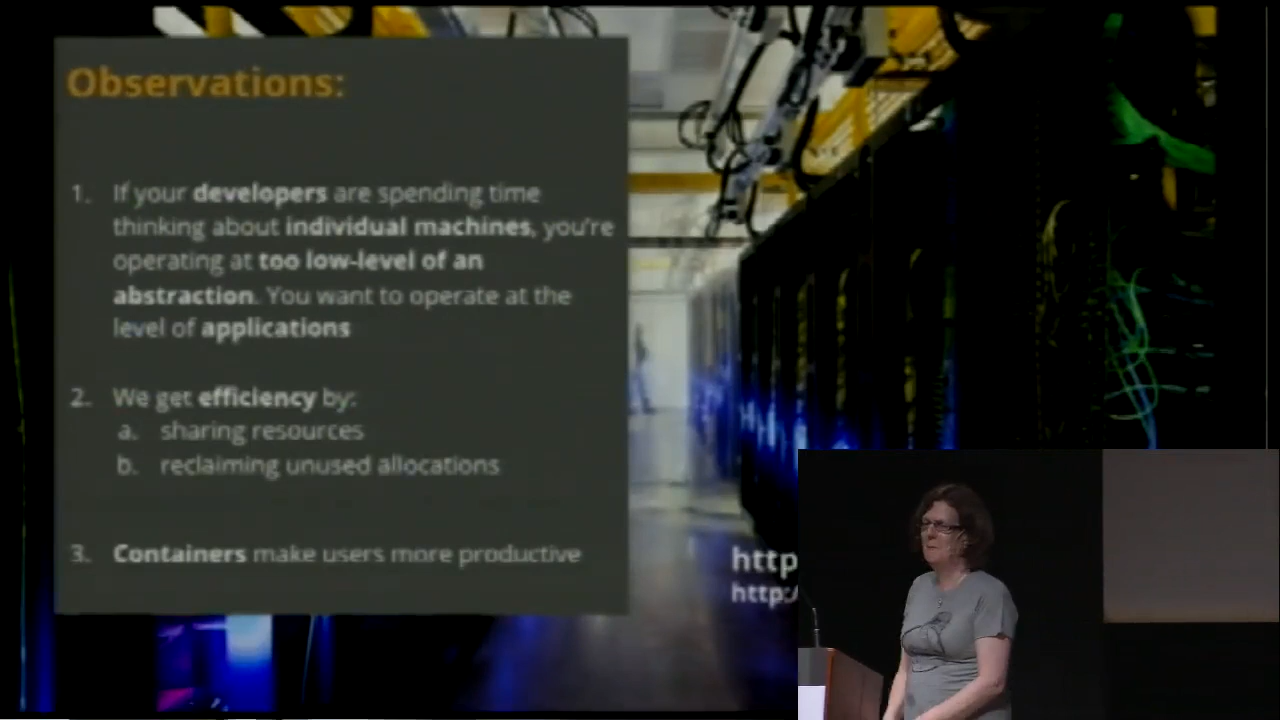 Observations:
1. If your developers are spending time
thinking about individual machines, you're
operating at too low-level of an
abstraction. You want to operate at the
level of applications
2. We get efficiency by:
a. sharing resources
b. reclaiming unused allocations
3. Containers make users more productive
http
http:/